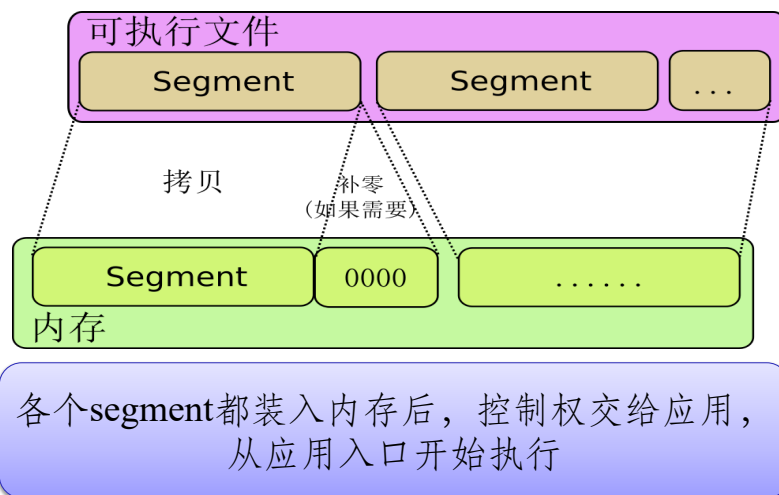 可执行文件
Segment
Segment
...
拷贝
补零
(如果需要)
Segment
0000
......
内存
各个segment都装入内存后，控制权交给应用，
从应用入口开始执行